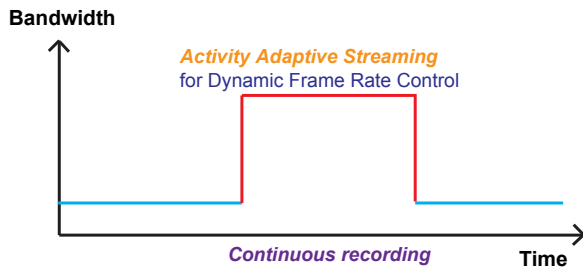 Bandwidth
Activity Adaptive Streaming
for Dynamic Frame Rate Control
Continuous recording
Time